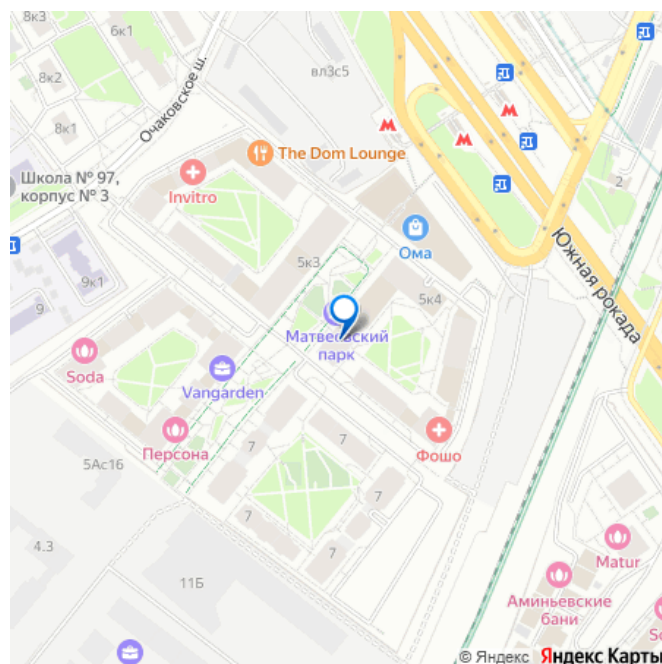 6к1
8к2
вл3с5
8к1
Очаковское ш.
The Dom Lounge
Школа № 97,
корпус № 3
Invitro
2
Ома
Южная рокада
5к3
9к1
5к4
9
Матвеевский
парк
Soda
Vangarden
Персона
7
Фошо
5Ас16
7
7
7
7
4.3
11Б
Matur
Аминьевские
бани
© Яндекс Яндекс Карты